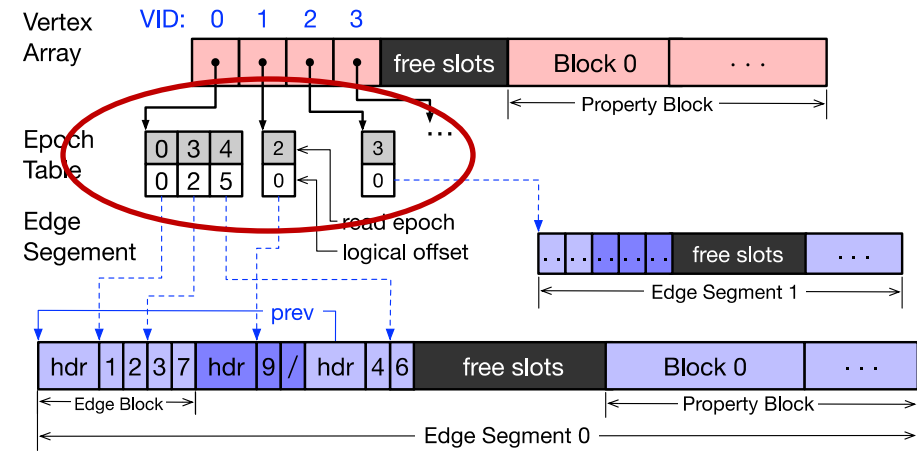 Vertex Array
VID: 0 1 2 3
free slots Block 0 ...
Property Block
...
Epoch Table
0 3 4 2 3
0 2 5 0 0
read epoch
logical offset
Edge Segement
.. .. .. .. .. free slots ...
Edge Segment 1
prev
hdr 1 2 3 7 hdr 9 / hdr 4 6 free slots Block 0 ...
Edge Block
Property Block
Edge Segment 0